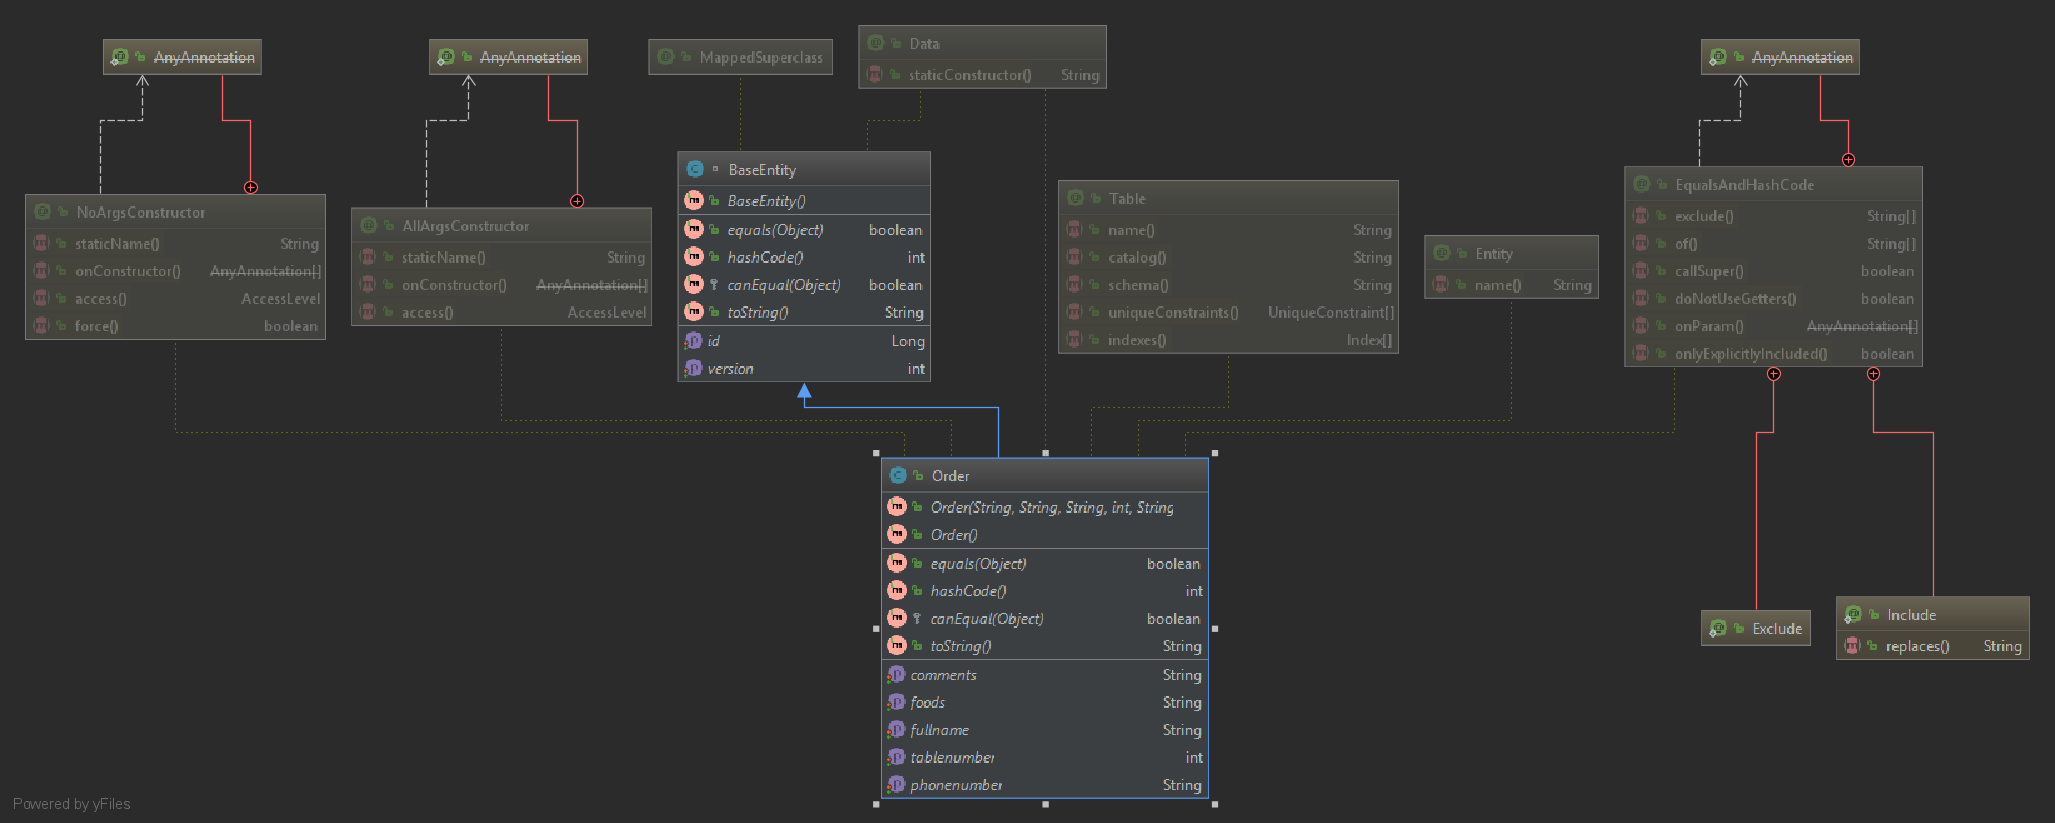 AnyAnnotation
AnyAnnotation
MappedSuperclass
Data
staticConstructor() String
AnyAnnotation
NoArgsConstructor
staticName() String
onConstructor() AnyAnnotation[]
access() AccessLevel
force() boolean
AllArgsConstructor
staticName() String
onConstructor() AnyAnnotation[]
access() AccessLevel
BaseEntity
BaseEntity()
equals(Object) boolean
hashCode() int
canEqual(Object) boolean
toString() String
id Long
version int
Table
name() String
catalog() String
schema() String
uniqueConstraints() UniqueConstraint[]
indexes() Index[]
Entity
name() String
EqualsAndHashCode
exclude() String[]
of() String[]
callSuper() boolean
doNotUseGetters() boolean
onParam() AnyAnnotation[]
onlyExplicitlyIncluded() boolean
Order
Order(String, String, String, int, String
Order()
equals(Object) boolean
hashCode() int
canEqual(Object) boolean
toString() String
comments String
foods String
fullname String
tablenumber int
phonenumber String
Exclude
Include
replaces() String
Powered by yFiles